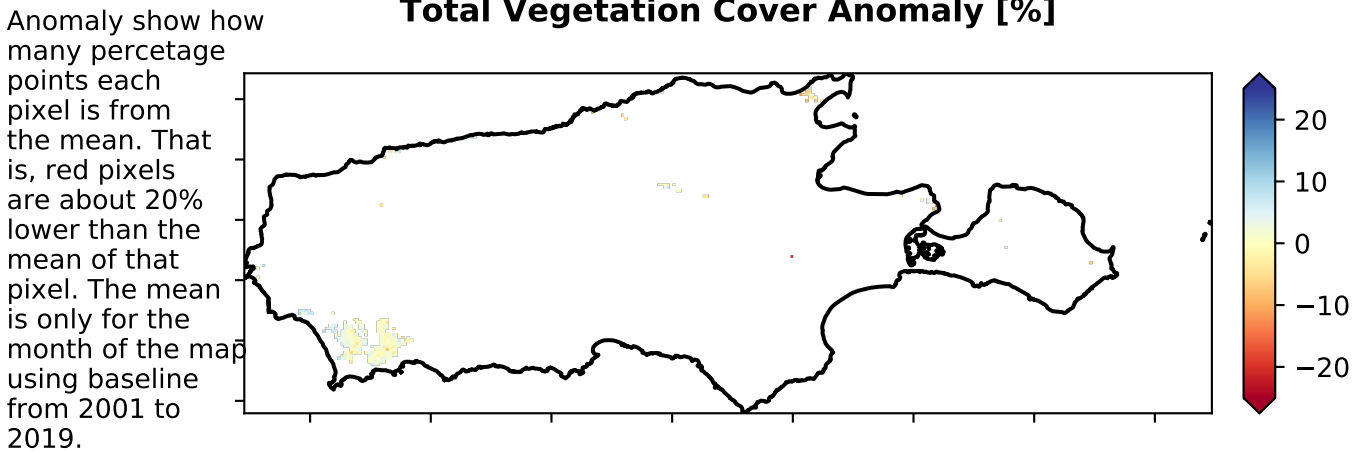 Total Vegetation Cover Anomaly [%]
Anomaly show how
many percetage
points each
pixel is from
the mean. That
is, red pixels
are about 20%
lower than the
mean of that
pixel. The mean
is only for the
month of the map
using baseline
from 2001 to
2019.
20
10
0
−10
−20